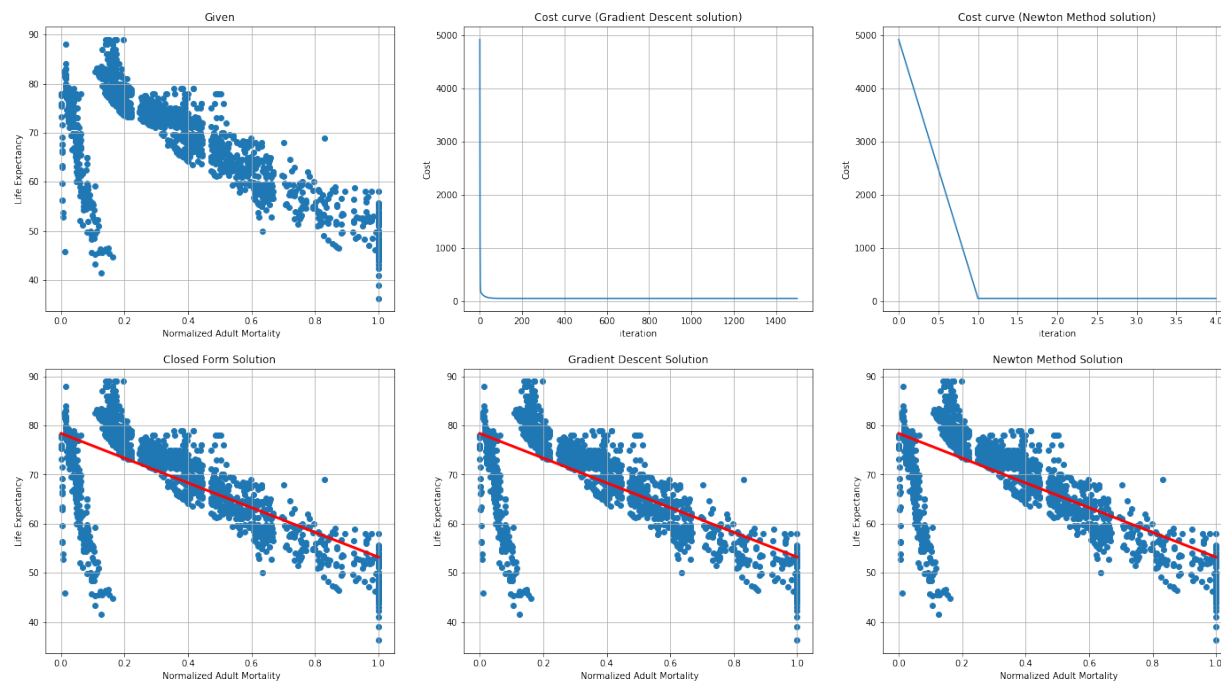 Given
90
80
70
60
50
40
Life Expectancy
0.0 0.2 0.4 0.6 0.8 1.0
Normalized Adult Mortality
Cost curve (Gradient Descent solution)
5000
4000
3000
2000
1000
0
Cost
0 200 400 600 800 1000 1200 1400
iteration
Cost curve (Newton Method solution)
5000
4000
3000
2000
1000
0
Cost
0.0 0.5 1.0 1.5 2.0 2.5 3.0 3.5 4.0
iteration
Closed Form Solution
90
80
70
60
50
40
Life Expectancy
0.0 0.2 0.4 0.6 0.8 1.0
Normalized Adult Mortality
Gradient Descent Solution
90
80
70
60
50
40
Life Expectancy
0.0 0.2 0.4 0.6 0.8 1.0
Normalized Adult Mortality
Newton Method Solution
90
80
70
60
50
40
Life Expectancy
0.0 0.2 0.4 0.6 0.8 1.0
Normalized Adult Mortality